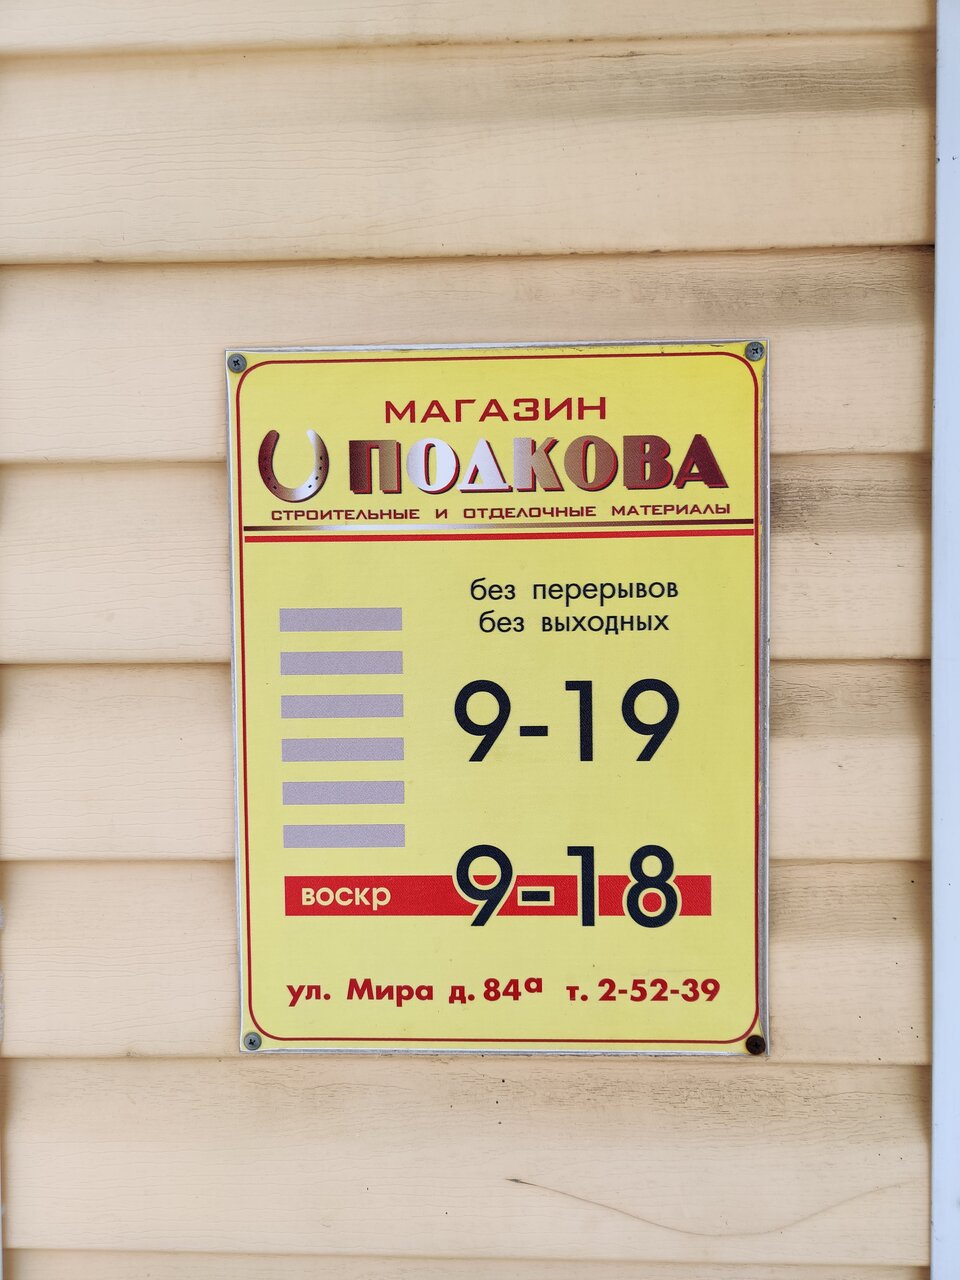 МАГАЗИН
ПОДКОВА
СТРОИТЕЛЬНЫЕ И ОТДЕЛОЧНЫЕ МАТЕРИАЛЫ
без перерывов
без выходных
9-19
воскр 9-18
ул. Мира д. 84а т. 2-52-39